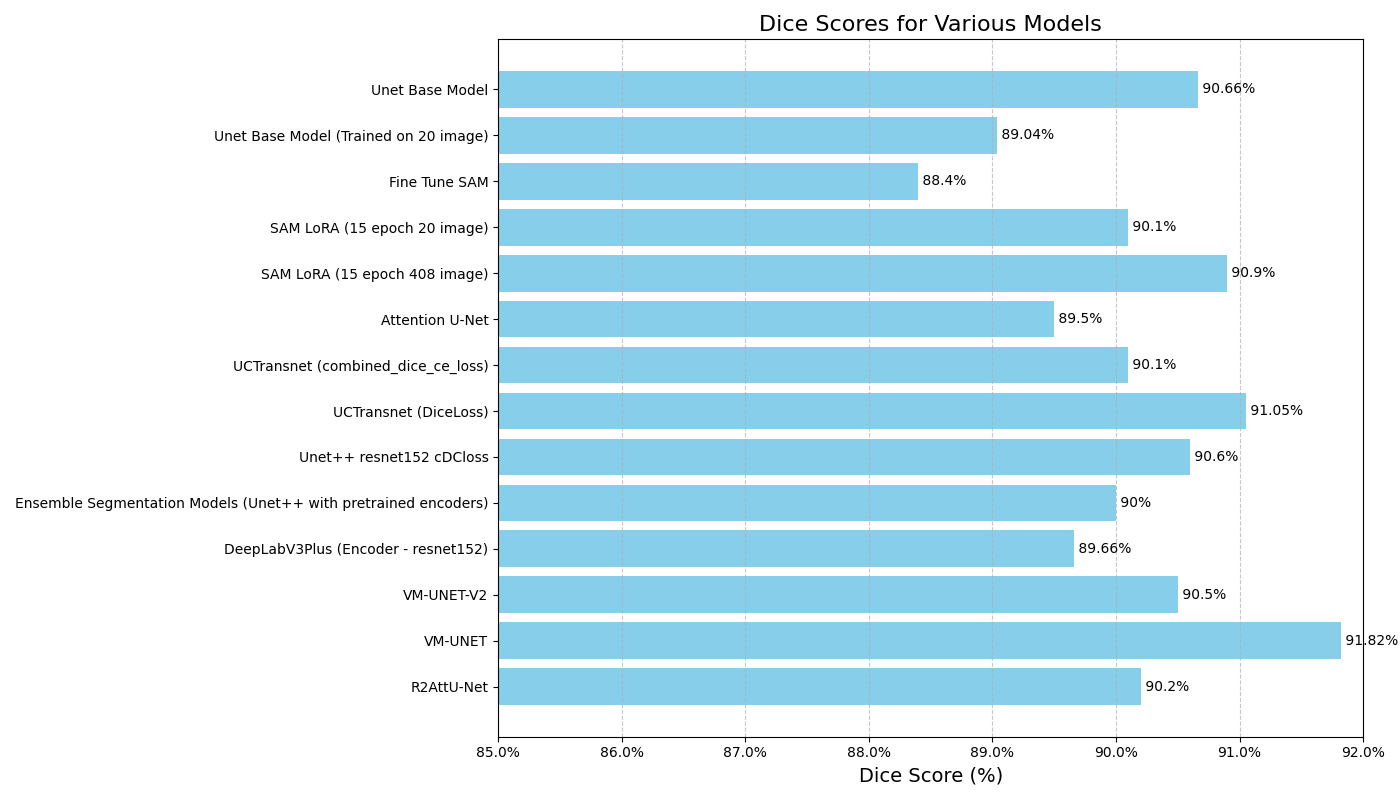 Dice Scores for Various Models
Unet Base Model
90.66%
Unet Base Model (Trained on 20 image)
89.04%
Fine Tune SAM
88.4%
SAM LoRA (15 epoch 20 image)
90.1%
SAM LoRA (15 epoch 408 image)
90.9%
Attention U-Net
89.5%
UCTransnet (combined_dice_ce_loss)
90.1%
UCTransnet (DiceLoss)
91.05%
Unet++ resnet152 cDCloss
90.6%
Ensemble Segmentation Models (Unet++ with pretrained encoders)
90%
DeepLabV3Plus (Encoder - resnet152)
89.66%
VM-UNET-V2
90.5%
VM-UNET
91.82%
R2AttU-Net
90.2%
85.0% 86.0% 87.0% 88.0% 89.0% 90.0% 91.0% 92.0%
Dice Score (%)